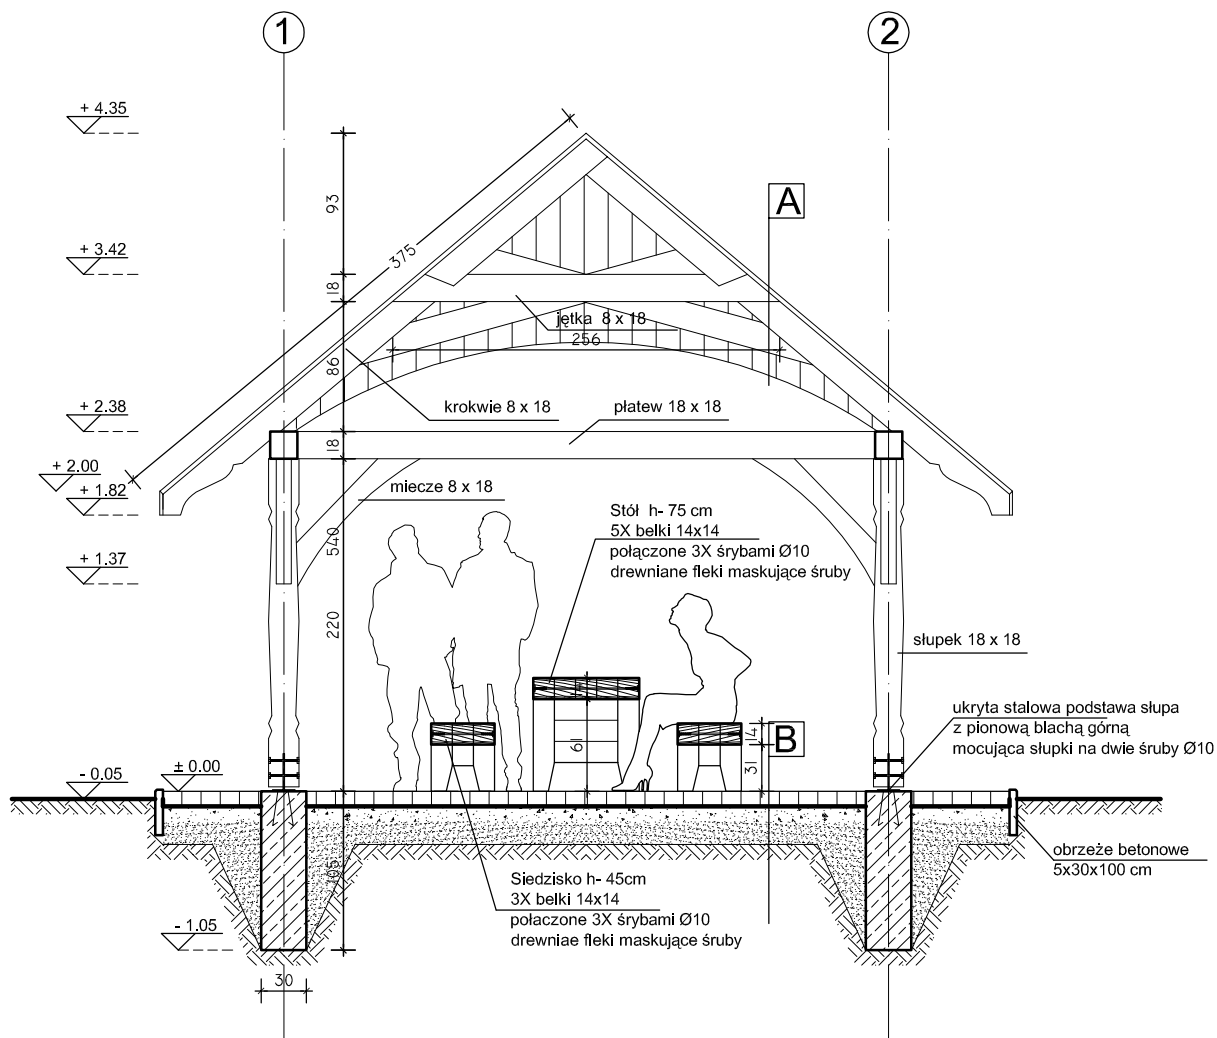 1
2
+ 4.35
93
A
+ 3.42
375
18
jętka 8 x 18
256
86
krokwie 8 x 18
płatew 18 x 18
+ 2.38
18
+ 2.00
+ 1.82
miecze 8 x 18
Stół h- 75 cm
5X belki 14x14
połączone 3X śrybami Ø10
drewniane fleki maskujące śruby
540
+ 1.37
220
słupek 18 x 18
14
ukryta stalowa podstawa słupa
z pionową blachą górną
mocująca słupki na dwie śruby Ø10
14
B
61
31
- 0.05
± 0.00
105
obrzeże betonowe
5x30x100 cm
Siedzisko h- 45cm
3X belki 14x14
połaczone 3X śrybami Ø10
drewniae fleki maskujące śruby
- 1.05
30